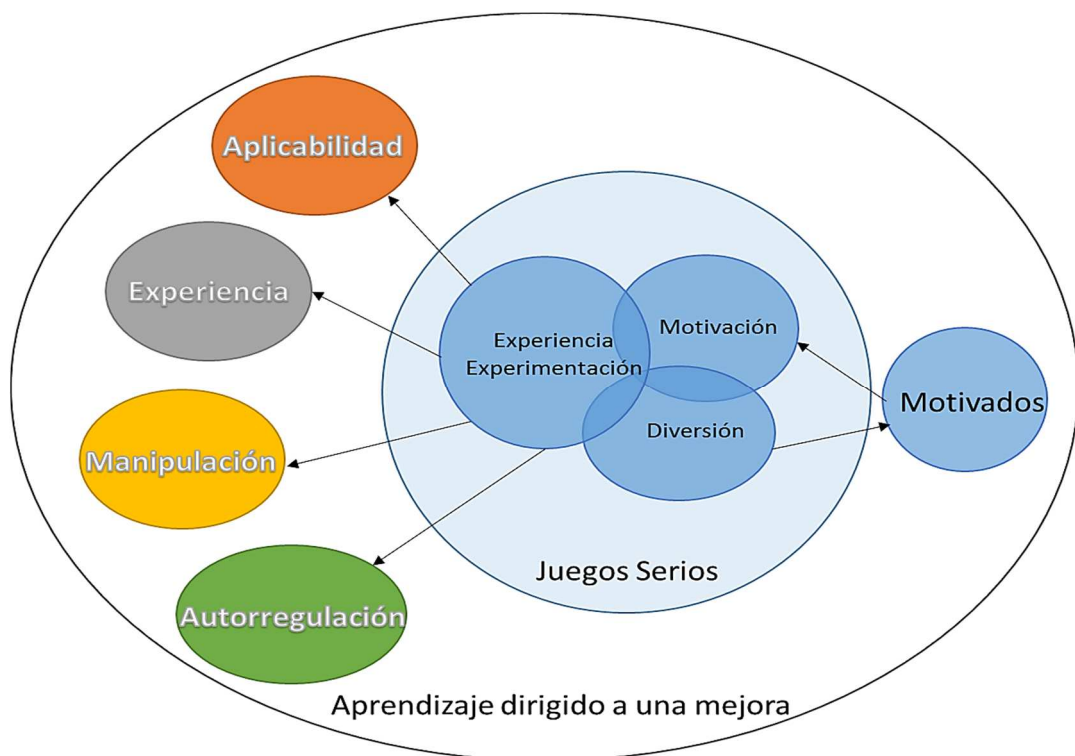 Aplicabilidad
Experiencia
Manipulación
Autorregulación
Experiencia
Experimentación
Motivación
Diversión
Motivados
Juegos Serios
Aprendizaje dirigido a una mejora